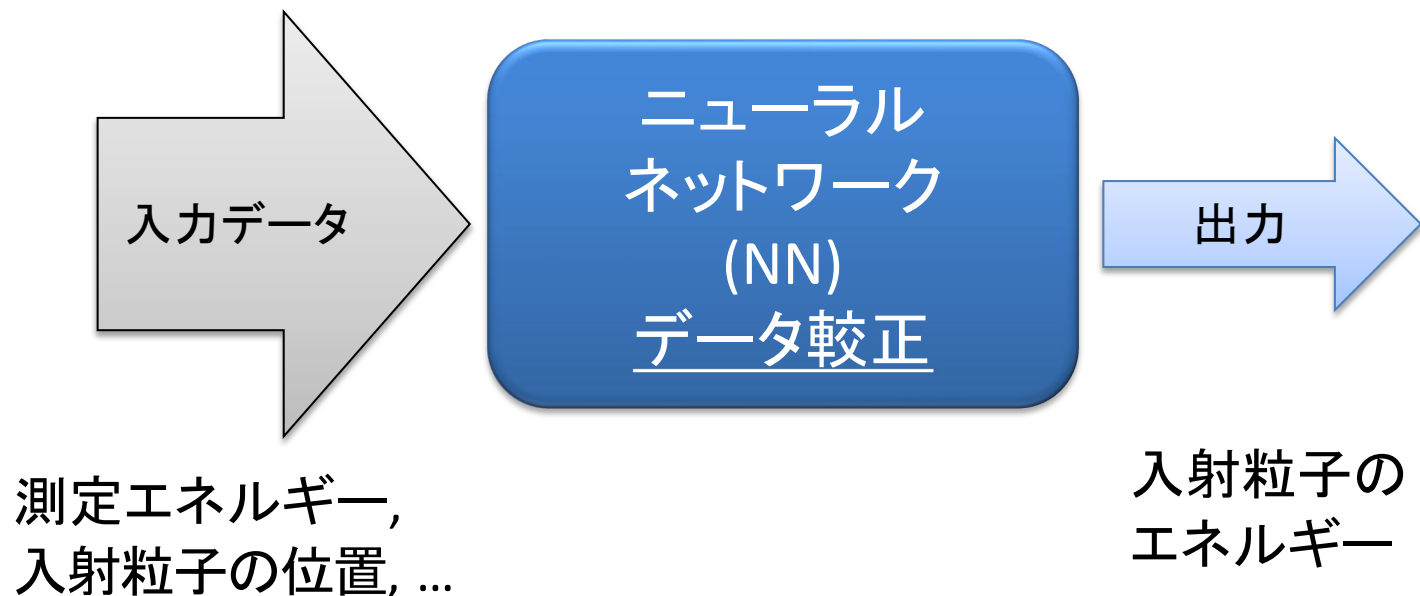 入力データ
ニューラル
ネットワーク
(NN)
データ較正
出力
測定エネルギー,
入射粒子の位置, ...
入射粒子の
エネルギー